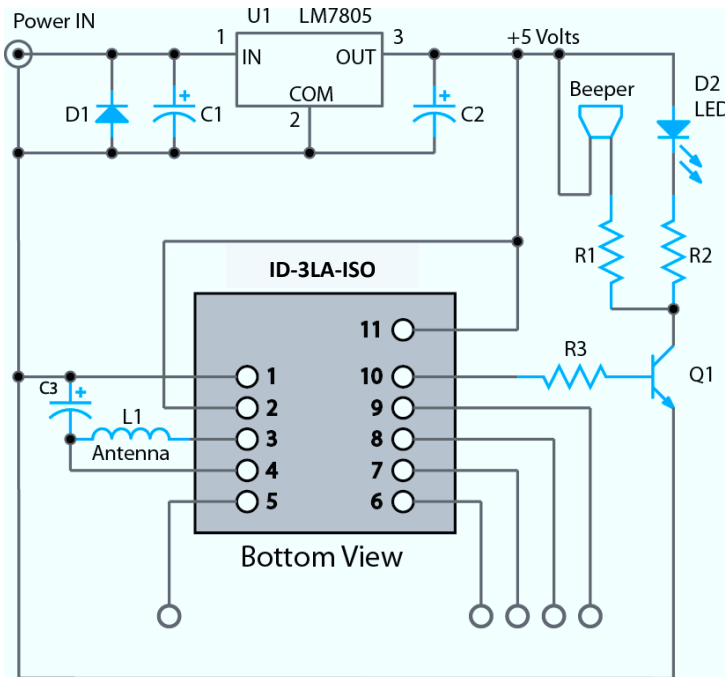 Power IN
U1 LM7805
1
3
+5 Volts
IN
OUT
COM
2
D1
C1
C2
Beeper
D2
LED
R1
R2
ID-3LA-ISO
11
1
10
R3
Q1
C3
2
9
L1
3
8
Antenna
4
7
5
6
Bottom View